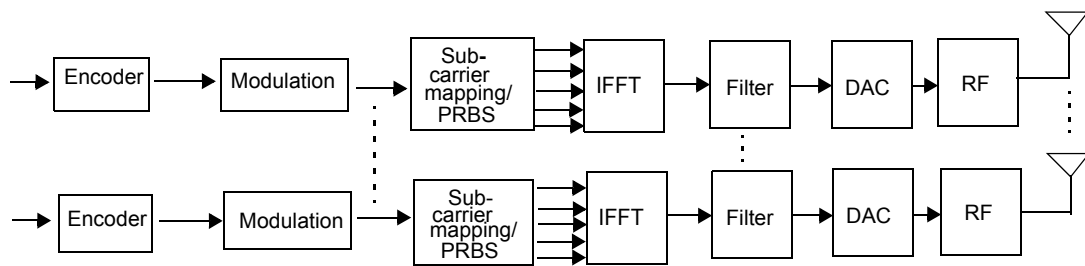 Encoder
Modulation
Sub-
carrier
mapping/
PRBS
IFFT
Filter
DAC
RF
Encoder
Modulation
Sub-
carrier
mapping/
PRBS
IFFT
Filter
DAC
RF